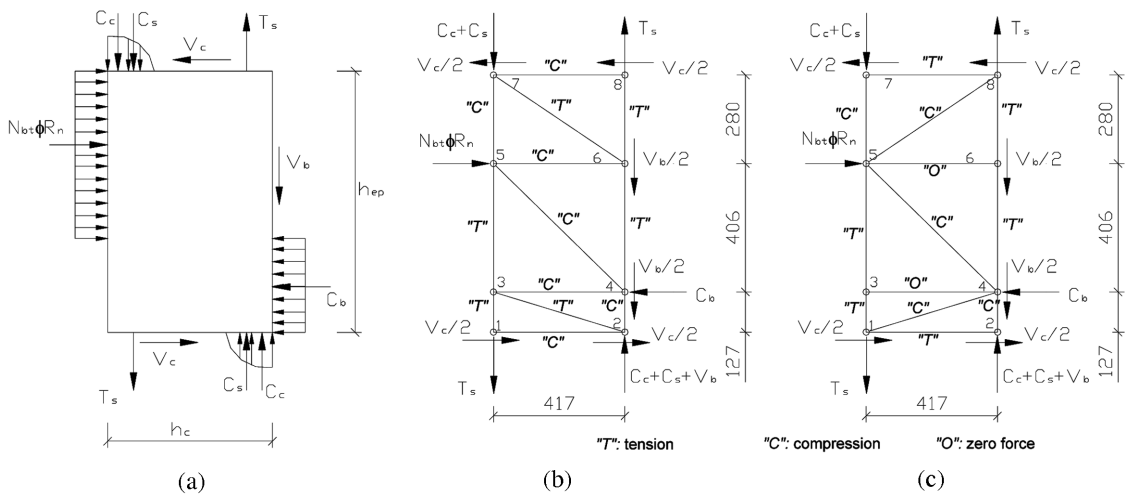 Cc Cs Ts
Vc
NbtϕRn
Vb
hep
Cb
Vc
Ts Cs Cc
hc
(a)
Cc+Cs Ts
Vc/2 "C" Vc/2
7 8
"C" "T" "T"
280
NbtϕRn
5 "C" 6 Vb/2
"T" "C" "T"
406
Vb/2
3 "C" 4 Cb
"T" "T" "C"
127
Vc/2 1 "C" 2 Vc/2
Ts Cc+Cs+Vb
417
(b)
Cc+Cs Ts
Vc/2 "T" Vc/2
7 8
"C" "C" "T"
280
NbtϕRn
5 "O" 6 Vb/2
"T" "C" "T"
406
Vb/2
3 "O" 4 Cb
"T" "C" "C"
127
Vc/2 1 "T" 2 Vc/2
Ts Cc+Cs+Vb
417
"T": tension "C": compression "O": zero force
(c)